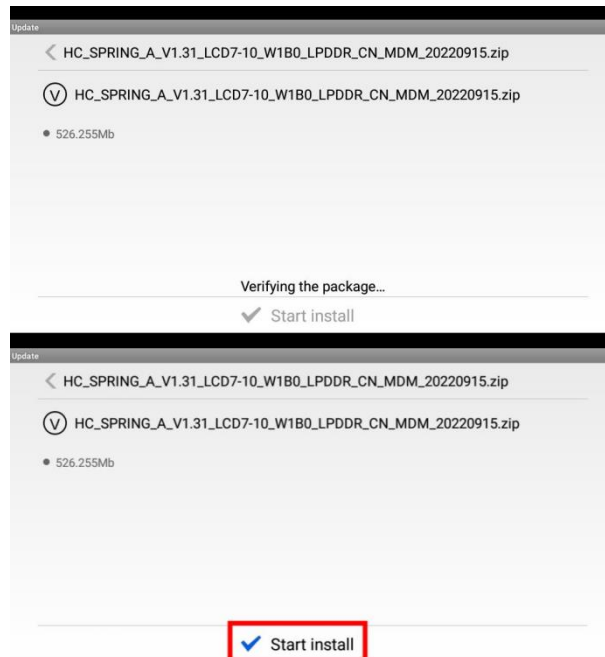 Update
HC_SPRING_A_V1.31_LCD7-10_W1B0_LPDDR_CN_MDM_20220915.zip
V HC_SPRING_A_V1.31_LCD7-10_W1B0_LPDDR_CN_MDM_20220915.zip
526.255Mb
Verifying the package...
Start install
Update
HC_SPRING_A_V1.31_LCD7-10_W1B0_LPDDR_CN_MDM_20220915.zip
V HC_SPRING_A_V1.31_LCD7-10_W1B0_LPDDR_CN_MDM_20220915.zip
526.255Mb
Start install